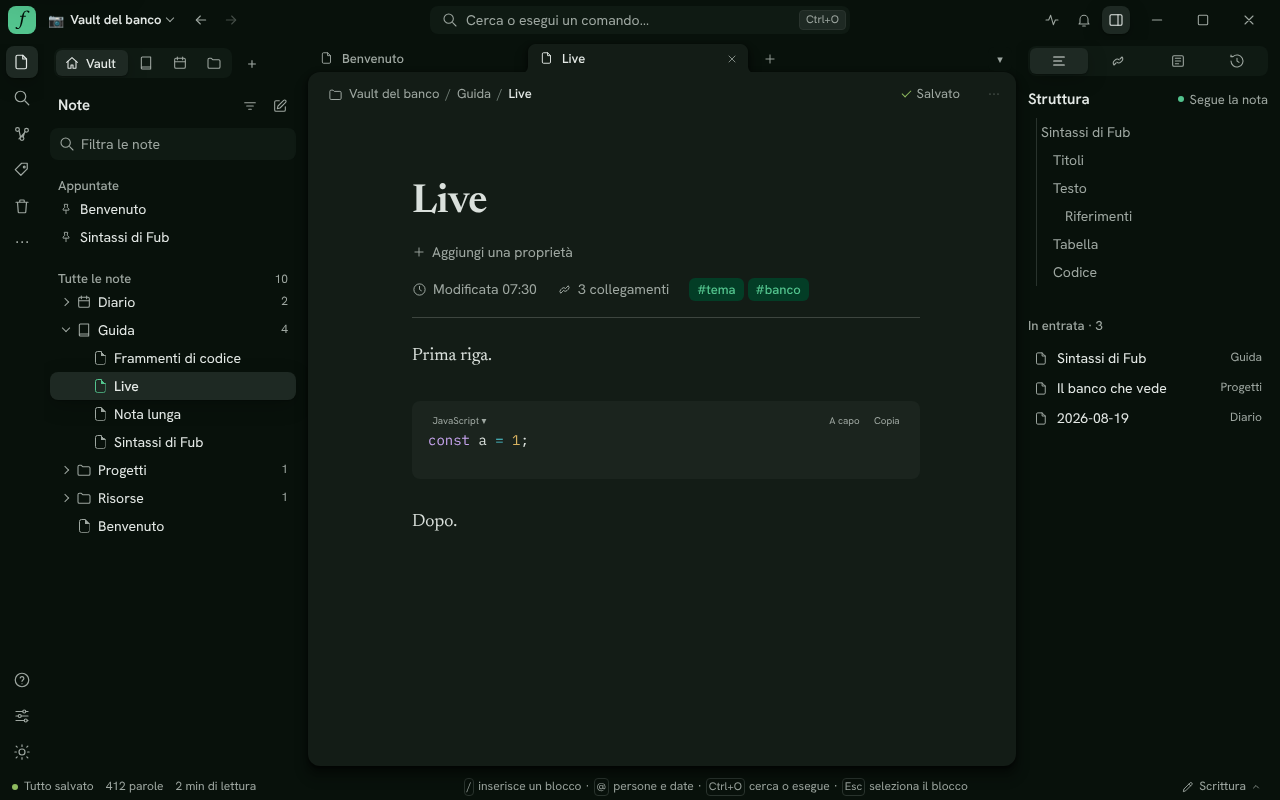 f Vault del banco
Cerca o esegui un comando... Ctrl+O
Vault
Note
Filtra le note
Appuntate
Benvenuto
Sintassi di Fub
Tutte le note 10
Diario 2
Guida 4
Frammenti di codice
Live
Nota lunga
Sintassi di Fub
Progetti 1
Risorse 1
Benvenuto
Benvenuto Live
Vault del banco / Guida / Live Salvato ...
Live
Aggiungi una proprietà
Modificata 07:30 3 collegamenti #tema #banco
Prima riga.
JavaScript ▾ A capo Copia
const a = 1;
Dopo.
Struttura Segue la nota
Sintassi di Fub
Titoli
Testo
Riferimenti
Tabella
Codice
In entrata · 3
Sintassi di Fub Guida
Il banco che vede Progetti
2026-08-19 Diario
Tutto salvato 412 parole 2 min di lettura
/ inserisce un blocco · @ persone e date · Ctrl+O cerca o esegue · Esc seleziona il blocco
Scrittura